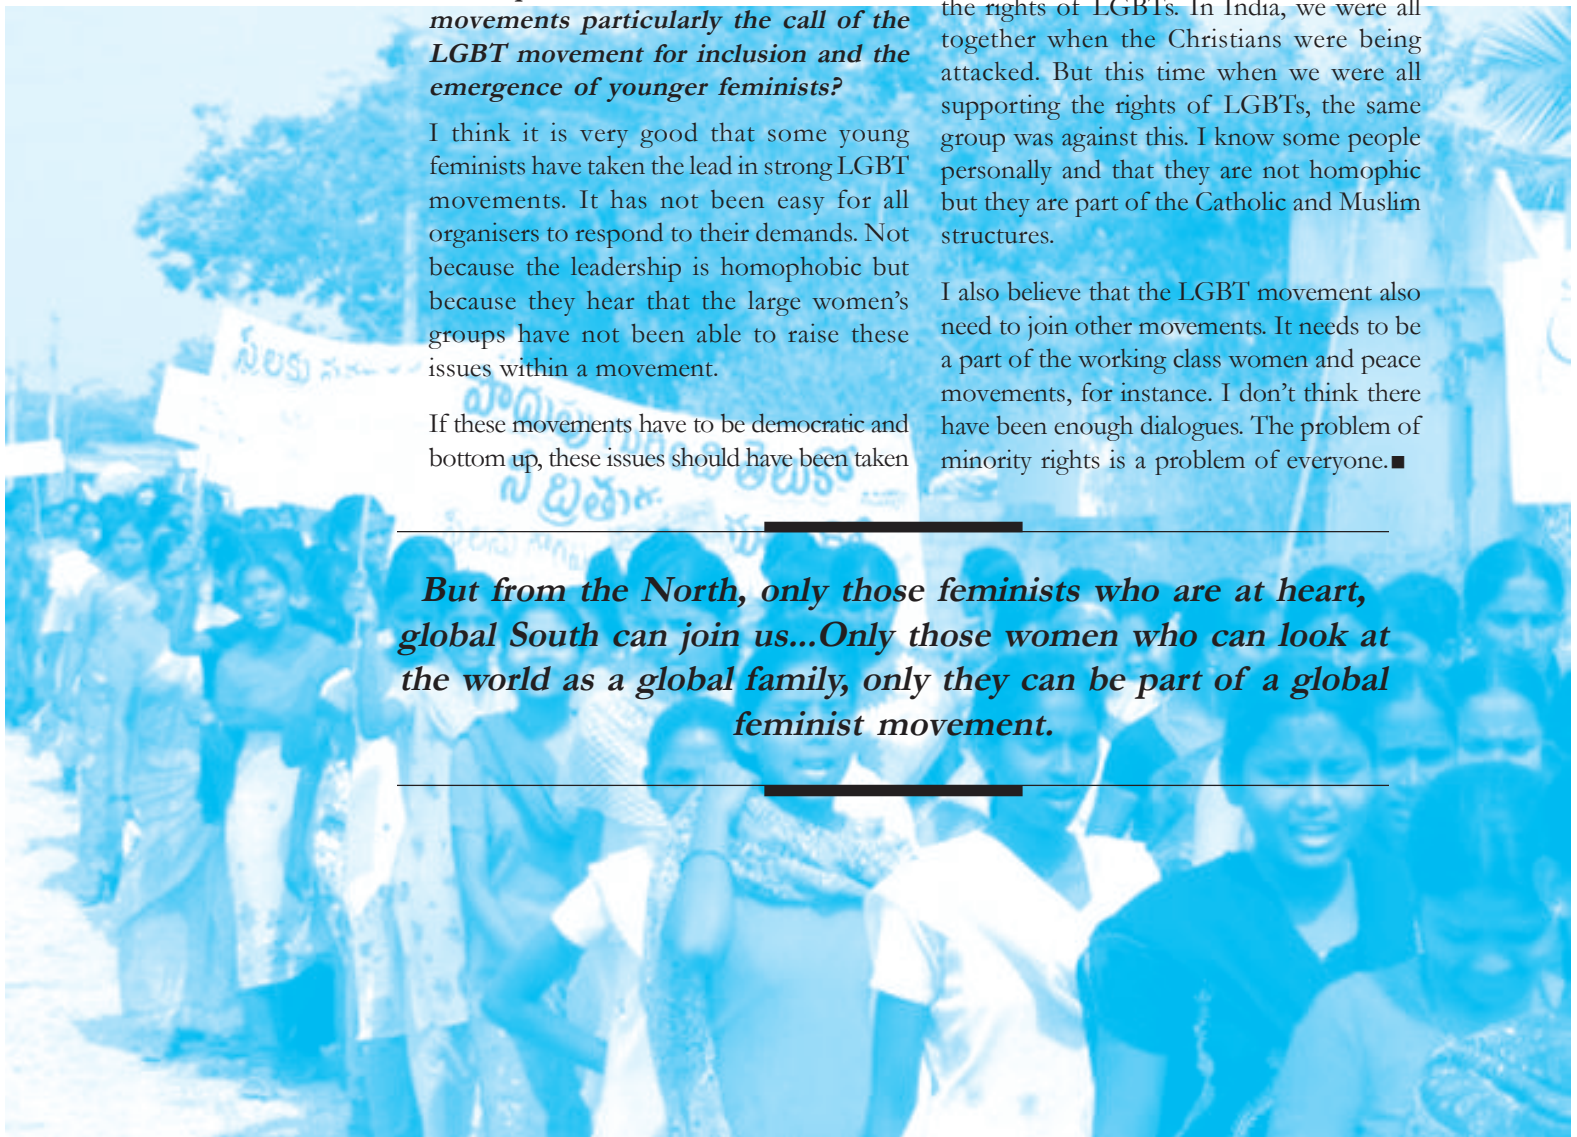 movements particularly the call of the
LGBT movement for inclusion and the
emergence of younger feminists?
I think it is very good that some young
feminists have taken the lead in strong LGBT
movements. It has not been easy for all
organisers to respond to their demands. Not
because the leadership is homophobic but
because they hear that the large women’s
groups have not been able to raise these
issues within a movement.
If these movements have to be democratic and
bottom up, these issues should have been taken
the rights of LGBTs. In India, we were all
together when the Christians were being
attacked. But this time when we were all
supporting the rights of LGBTs, the same
group was against this. I know some people
personally and that they are not homophic
but they are part of the Catholic and Muslim
structures.
I also believe that the LGBT movement also
need to join other movements. It needs to be
a part of the working class women and peace
movements, for instance. I don’t think there
have been enough dialogues. The problem of
minority rights is a problem of everyone.■
But from the North, only those feminists who are at heart,
global South can join us...Only those women who can look at
the world as a global family, only they can be part of a global
feminist movement.